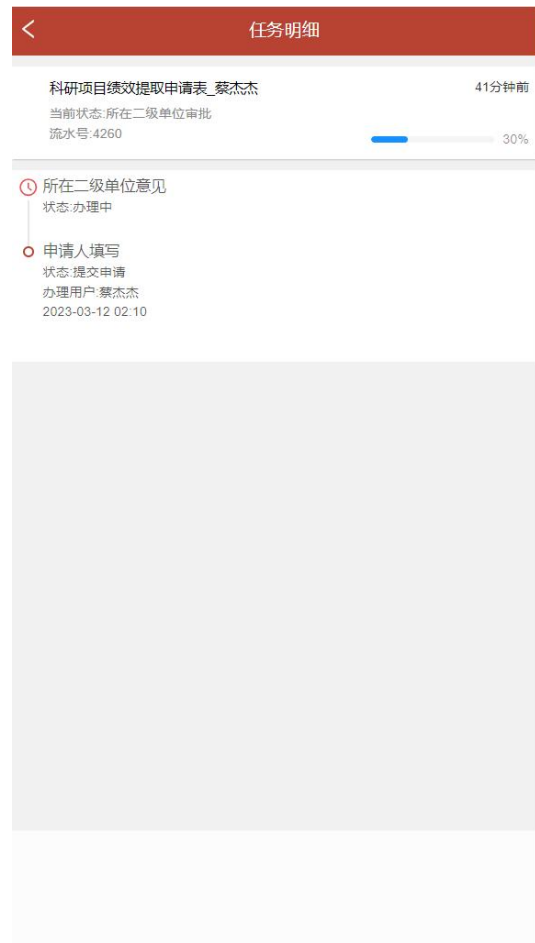 任务明细
科研项目绩效提取申请表_蔡杰杰
41分钟前
当前状态:所在二级单位审批
流水号:4260
30%
所在二级单位意见
状态:办理中
申请人填写
状态:提交申请
办理用户:蔡杰杰
2023-03-12 02:10